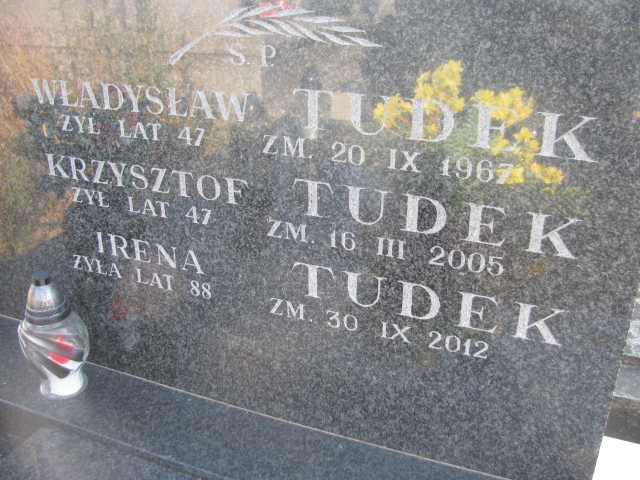 Ś.P.
WŁADYSŁAW TUDEK
ŻYŁ LAT 47 ZM. 20 IX 1967
KRZYSZTOF TUDEK
ŻYŁ LAT 47 ZM. 16 III 2005
IRENA TUDEK
ŻYŁA LAT 88 ZM. 30 IX 2012